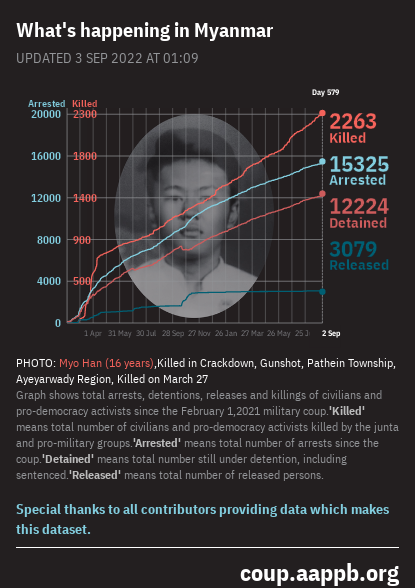 What's happening in Myanmar
UPDATED 3 SEP 2022 AT 01:09
Day 579
Arrested Killed
20000 2300
2263
Killed
16000 1800
15325
Arrested
12000 1400
12224
Detained
8000 900
3079
Released
4000 500
0
1 Apr 31 May 30 Jul 28 Sep 27 Nov 26 Jan 27 Mar 26 May 25 J 2 Sep
PHOTO: Myo Han (16 years),Killed in Crackdown, Gunshot, Pathein Township,
Ayeyarwady Region, Killed on March 27
Graph shows total arrests, detentions, releases and killings of civilians and
pro-democracy activists since the February 1,2021 military coup.'Killed'
means total number of civilians and pro-democracy activists killed by the junta
and pro-military groups.'Arrested' means total number of arrests since the
coup.'Detained' means total number still under detention, including
sentenced.'Released' means total number of released persons.
Special thanks to all contributors providing data which makes
this dataset.
coup.aappb.org